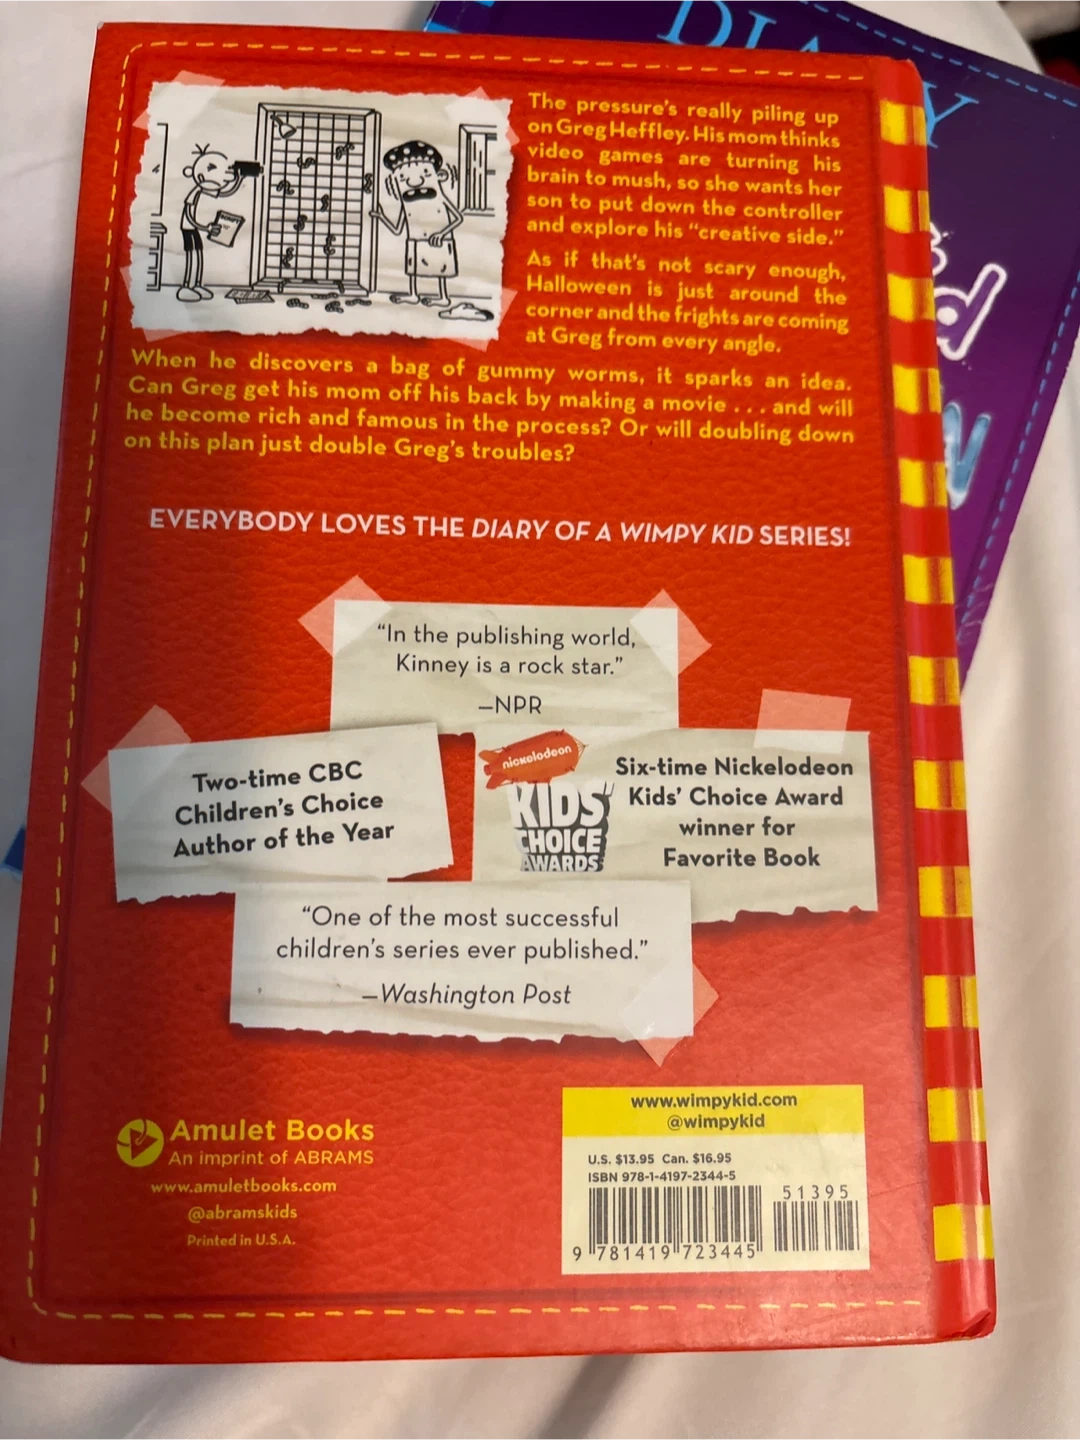 DIARY
The pressure's really piling up
on Greg Heffley. His mom thinks
video games are turning his
brain to mush, so she wants her
son to put down the controller
and explore his "creative side."
As if that's not scary enough,
Halloween is just around the
corner and the frights are coming
at Greg from every angle.
When he discovers a bag of gummy worms, it sparks an idea.
Can Greg get his mom off his back by making a movie . . . and will
he become rich and famous in the process? Or will doubling down
on this plan just double Greg's troubles?
SCRIPT
EVERYBODY LOVES THE DIARY OF A WIMPY KID SERIES!
"In the publishing world,
Kinney is a rock star."
—NPR
Two-time CBC
Children's Choice
Author of the Year
nickelodeon
KIDS'
CHOICE
AWARDS
Six-time Nickelodeon
Kids' Choice Award
winner for
Favorite Book
"One of the most successful
children's series ever published."
—Washington Post
Amulet Books
An imprint of ABRAMS
www.amuletbooks.com
@abramskids
Printed in U.S.A.
www.wimpykid.com
@wimpykid
U.S. $13.95 Can. $16.95
ISBN 978-1-4197-2344-5
51395
9 781419 723445